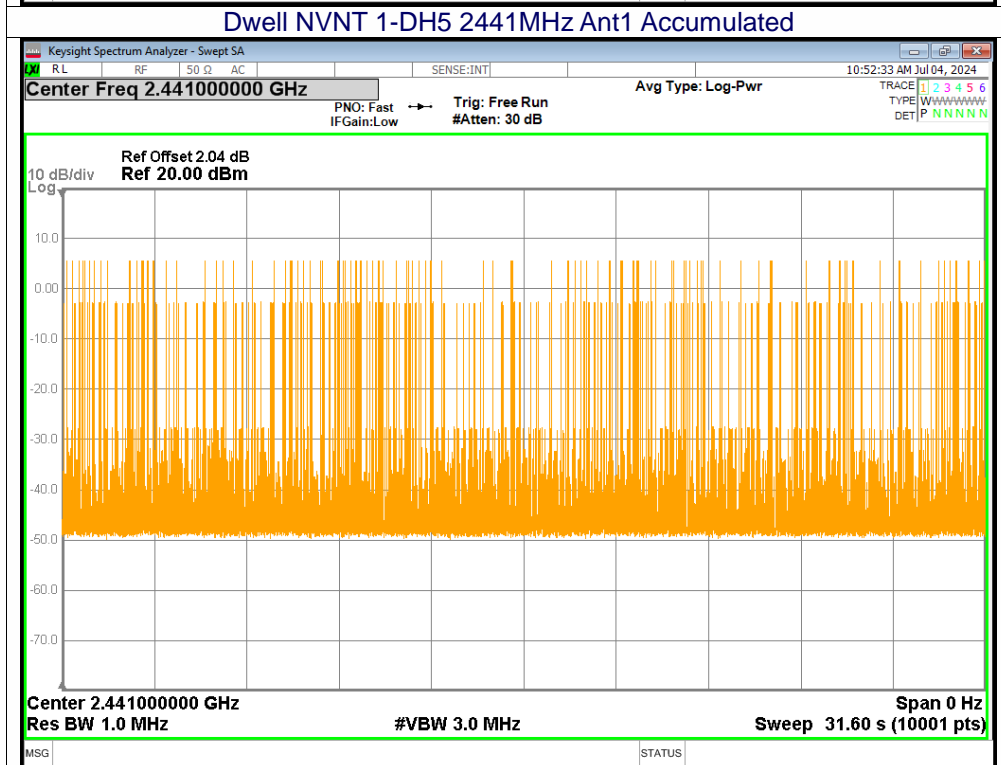 Dwell NVNT 1-DH5 2441MHz Ant1 Accumulated
Keysight Spectrum Analyzer - Swept SA
LXI RL RF 50 Ω AC SENSE:INT 10:52:33 AM Jul 04, 2024
Center Freq 2.441000000 GHz Avg Type: Log-Pwr TRACE 1 2 3 4 5 6
PNO: Fast Trig: Free Run TYPE WWWWWWW
IFGain:Low #Atten: 30 dB DET P N N N N N
Ref Offset 2.04 dB
10 dB/div Ref 20.00 dBm
Log
10.0
0.00
-10.0
-20.0
-30.0
-40.0
-50.0
-60.0
-70.0
Center 2.441000000 GHz Span 0 Hz
Res BW 1.0 MHz #VBW 3.0 MHz Sweep 31.60 s (10001 pts)
MSG STATUS